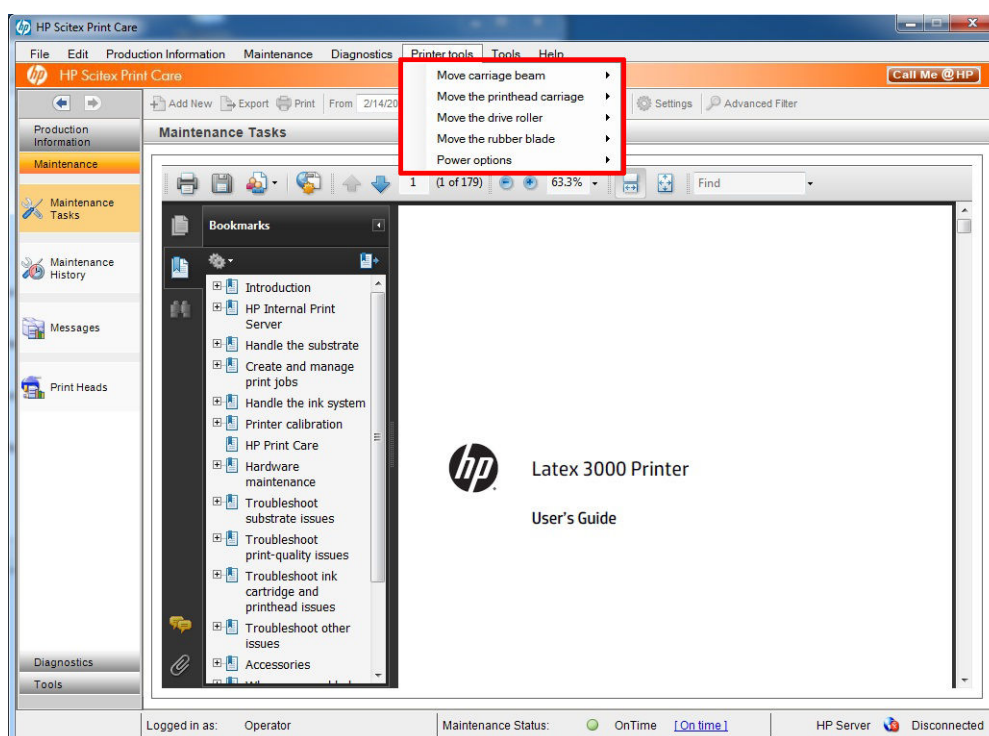 HP Scitex Print Care
File Edit Production Information Maintenance Diagnostics Printer tools Tools Help
HP Scitex Print Care
Call Me @ HP
Add New Export Print From 2/14/20
Settings Advanced Filter
Move carriage beam
Move the printhead carriage
Move the drive roller
Move the rubber blade
Power options
Production
Information
Maintenance Tasks
Maintenance
Maintenance
Tasks
Maintenance
History
Messages
Print Heads
Diagnostics
Tools
1 (1 of 179) 63.3% Find
Bookmarks
Introduction
HP Internal Print
Server
Handle the substrate
Create and manage
print jobs
Handle the ink system
Printer calibration
HP Print Care
Hardware
maintenance
Troubleshoot
substrate issues
Troubleshoot
print-quality issues
Troubleshoot ink
cartridge and
printhead issues
Troubleshoot other
issues
Accessories
hp
Latex 3000 Printer
User's Guide
Logged in as: Operator Maintenance Status: OnTime [ On time ] HP Server Disconnected